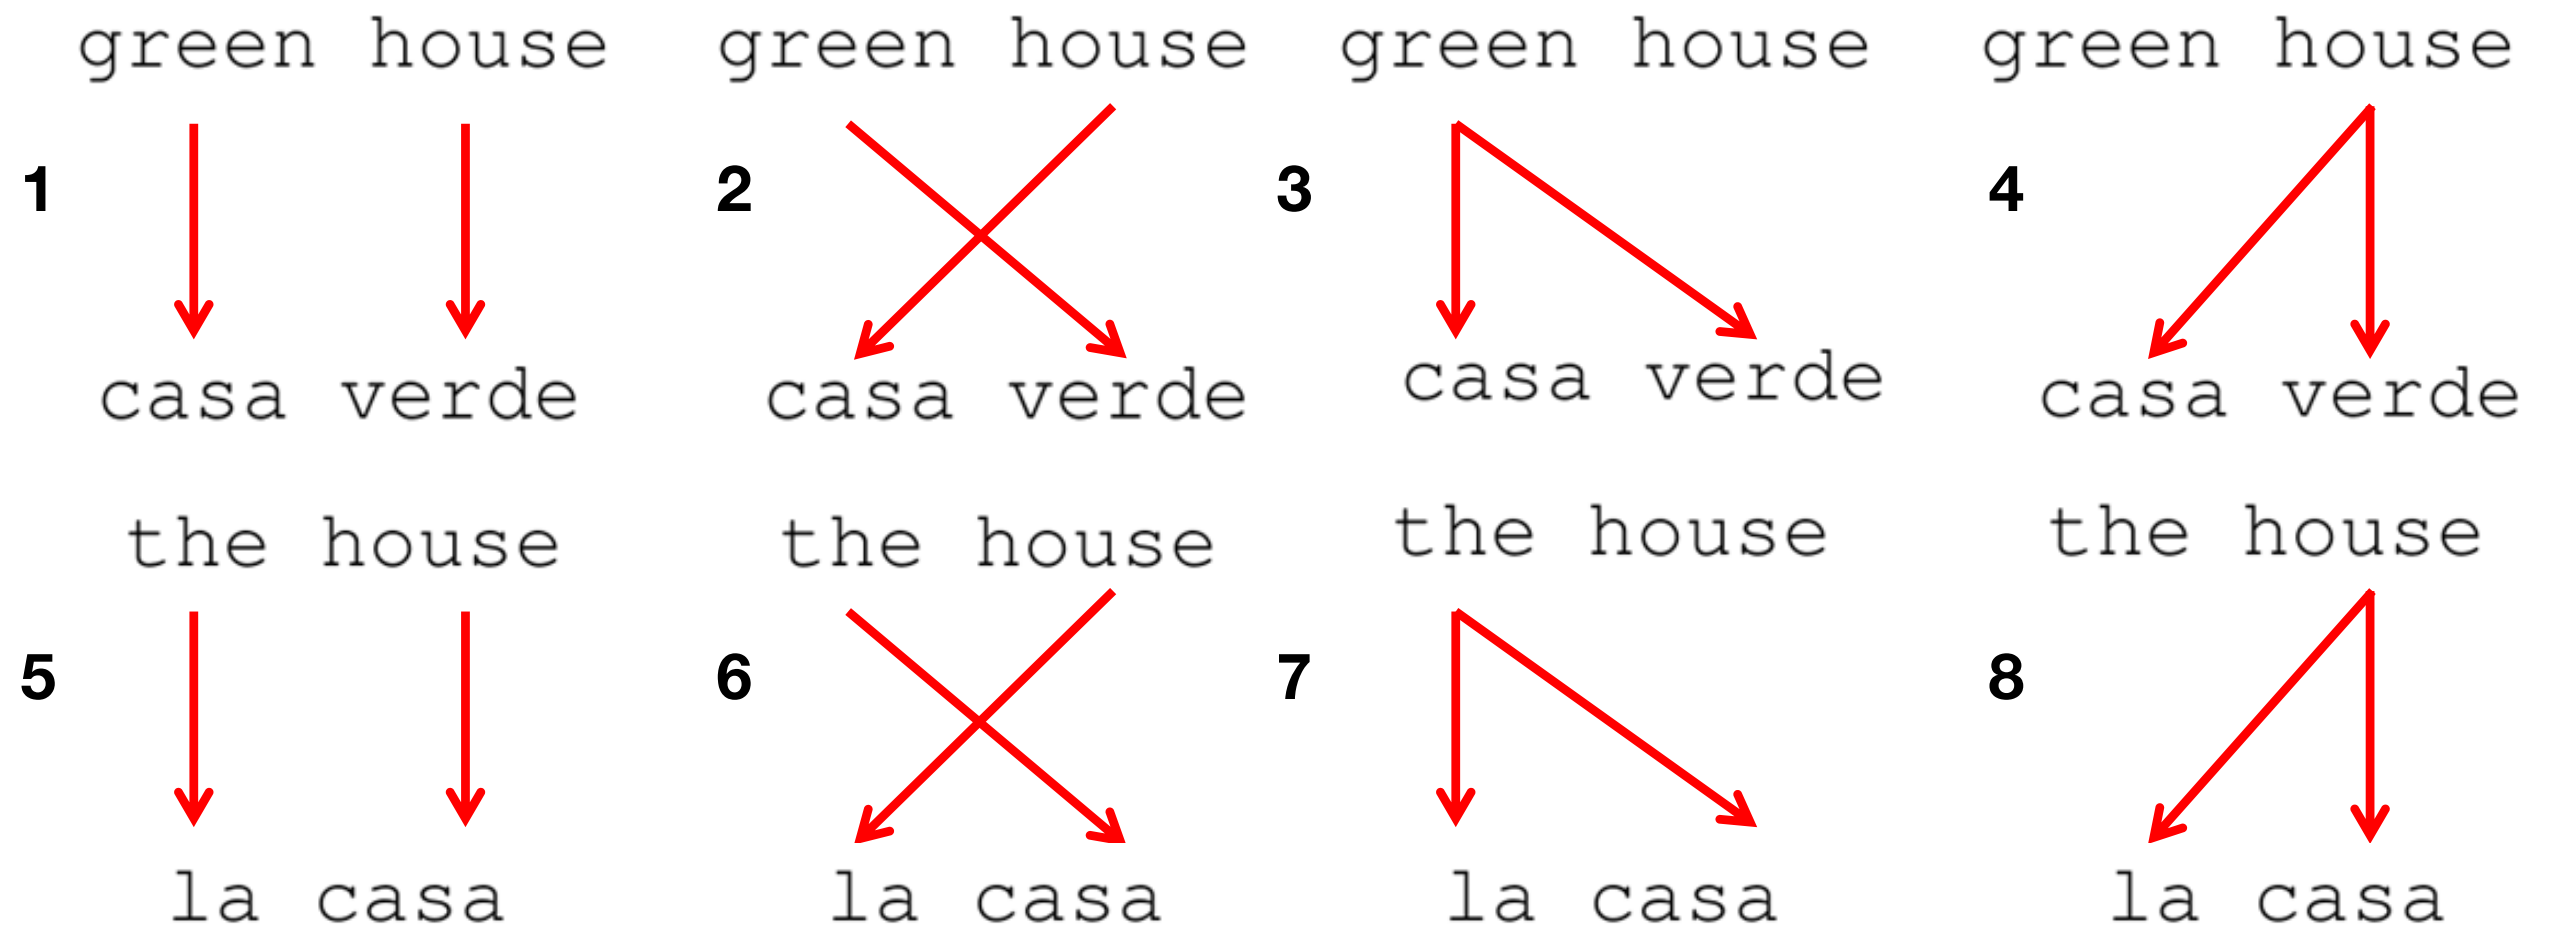 green house green house green house green house
1 2 3 4
casa verde casa verde casa verde casa verde
the house the house the house the house
5 6 7 8
la casa la casa la casa la casa